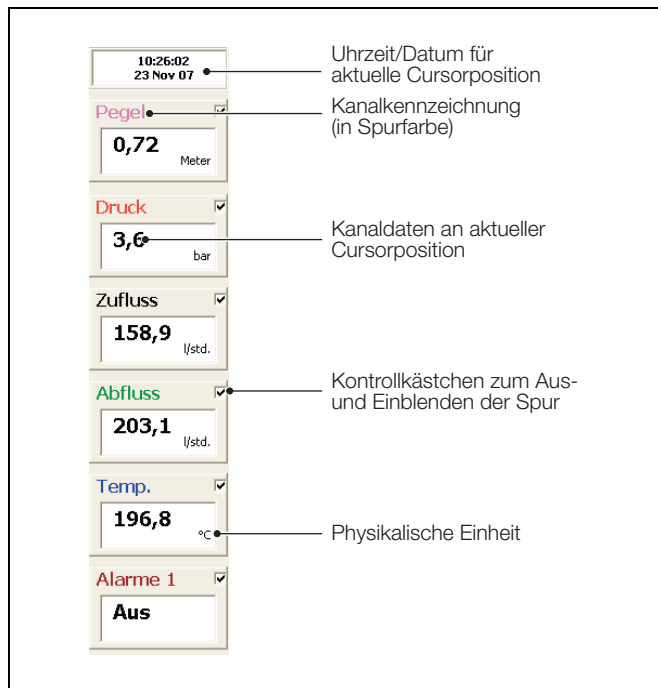 10:26:02
23 Nov 07
Uhrzeit/Datum für
aktuelle Cursorposition
Pegel
Kanalkennzeichnung
(in Spurfarbe)
0,72
Meter
Druck
3,6
bar
Kanaldaten an aktueller
Cursorposition
Zufluss
158,9
l/std.
Abfluss
Kontrollkästchen zum Aus-
und Einblenden der Spur
203,1
l/std.
Temp.
196,8
°C
Physikalische Einheit
Alarme 1
Aus